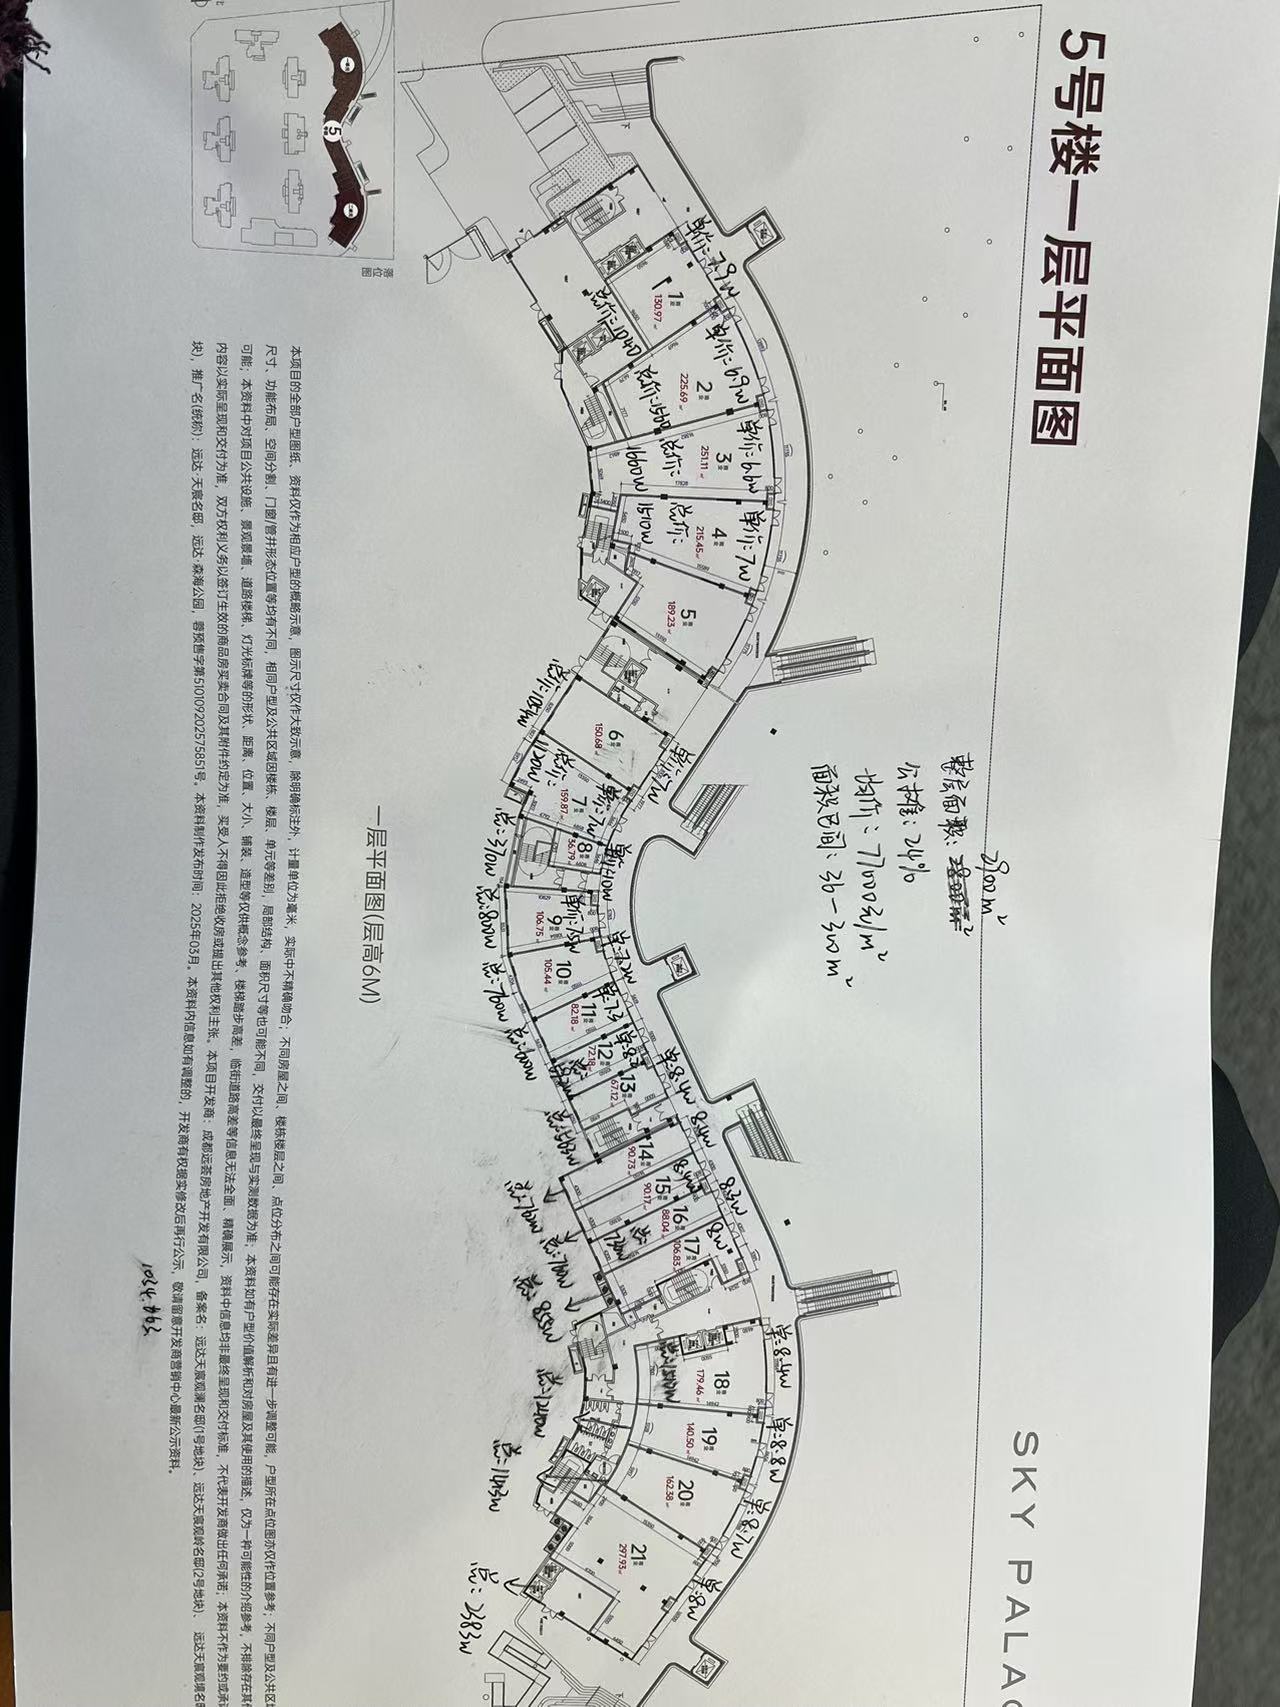 5号楼一层平面图
SKY PALAC
2900m²
整层面积:
公摊:24%
均价:77000元/m²
面积区间:36-300m²
单价:7.9w
1
130.97㎡
总价:1040
单价:6.9w
2
225.69㎡
总价:1560
单价:6.6w
3
251.11㎡
总价:
1660w
单价:7w
4
215.45㎡
总价:
1510w
5
189.23㎡
单价:7w
6
150.68㎡
总价:1054w
单价:7w
7
159.87㎡
总价:
1120w
单价:10w
8
36.79㎡
总:370w
单价:7.5w
9
106.75㎡
总:800w
单:7.2w
10
105.44㎡
总:760w
11
82.18㎡
总:600w
12
72.18㎡
单:8.4w
13
67.12㎡
总:563w
8.4w
14
90.73㎡
总:762w
8.4w
15
90.17㎡
总:760w
8.3w
16
88.04㎡
总:
730w
8w
17
106.83㎡
总:855w
单:8.4w
18
179.46㎡
总:1510w
单:8.8w
19
140.50㎡
总:1240w
单:8.7w
20
162.38㎡
总:1413w
单:8w
21
297.93㎡
总:2383w
下
落位图
一单元
5
号楼
二单元
北
一层平面图(层高6M)
本项目的全部户型图纸、资料仅作为相应户型的概略示意，图示尺寸仅作大致示意，除明确标注外，计量单位为毫米，实际中不精确吻合；不同房屋之间、楼栋楼层之间、点位分布之间可能存在实际差异且有进一步调整可能，户型所在点位图亦仅作位置参考；不同户型及公共区
尺寸、功能布局、空间分割、门窗/管井形态位置等均有不同，相同户型及公共区域因楼栋、楼层、单元等差别，局部结构、面积尺寸等也可能不同，交付以最终呈现与实测数据为准；本资料如有户型价值解析和对房屋及其使用的描述，仅为一种可能性的介绍参考，不排除存在其他
可能；本资料中对项目公共设施、景观景墙、道路楼梯、灯光标牌等的形状、距离、位置、大小、铺装、造型等仅供概念参考、楼梯踏步高差，临街道路高差等信息无法全面、精确展示，资料中信息均非最终呈现和交付标准，不代表开发商做出任何承诺；本资料不作为要约或承诺
内容以实际呈现和交付为准，双方权利义务以签订生效的商品房买卖合同及其附件约定为准，买受人不得因此拒绝收房或提出其他权利主张。本项目开发商：成都远荟房地产开发有限公司，备案名：远达天宸观澜名邸(1号地块)、远达天宸观岭名邸(2号地块)、远达天宸观境名邸
块)，推广名(统称)：远达·天宸名邸，远达·森海公园，蓉预售字第510109202575851号。本资料制作发布时间：2025年03月。本资料内信息如有调整的，开发商有权据实修改后再行公示，敬请留意开发商营销中心最新公示资料。
1034.663